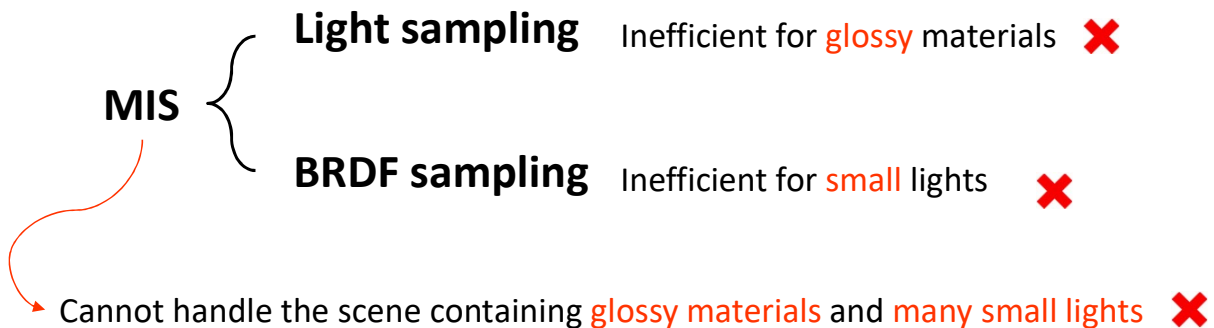 Light sampling Inefficient for glossy materials
MIS
BRDF sampling Inefficient for small lights
Cannot handle the scene containing glossy materials and many small lights